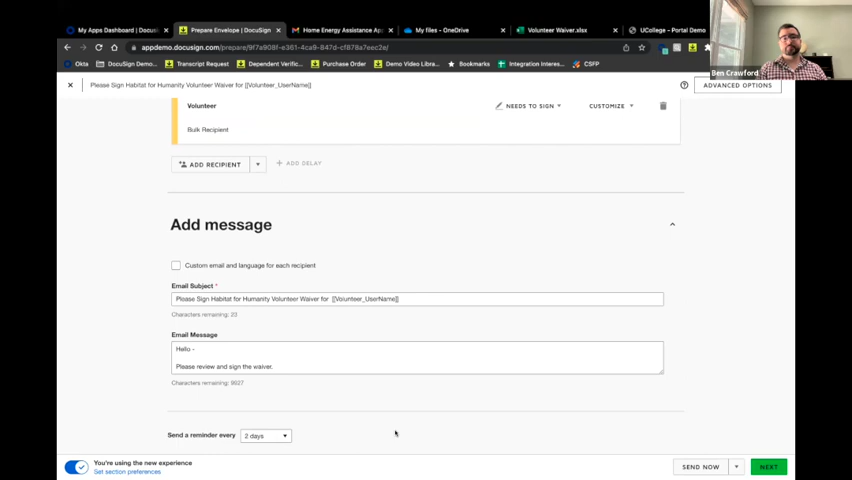 My Apps Dashboard | Docusi
Prepare Envelope | DocuSign
Home Energy Assistance App
My files - OneDrive
Volunteer Waiver.xlsx
UCollege - Portal Demo
appdemo.docusign.com/prepare/9f7a908f-e361-4ca9-847d-cf878a7eec2e/
Okta
DocuSign Demo...
Transcript Request
Dependent Verific...
Purchase Order
Demo Video Libra...
Bookmarks
Integration Interes...
CSFP
Ben Crawford
Please Sign Habitat for Humanity Volunteer Waiver for [[Volunteer_UserName]]
ADVANCED OPTIONS
Volunteer
NEEDS TO SIGN
CUSTOMIZE
Bulk Recipient
ADD RECIPIENT
+ ADD DELAY
Add message
Custom email and language for each recipient
Email Subject *
Please Sign Habitat for Humanity Volunteer Waiver for [[Volunteer_UserName]]
Characters remaining: 23
Email Message
Hello -
Please review and sign the waiver.
Characters remaining: 9927
Send a reminder every
2 days
You're using the new experience
Set section preferences
SEND NOW
NEXT